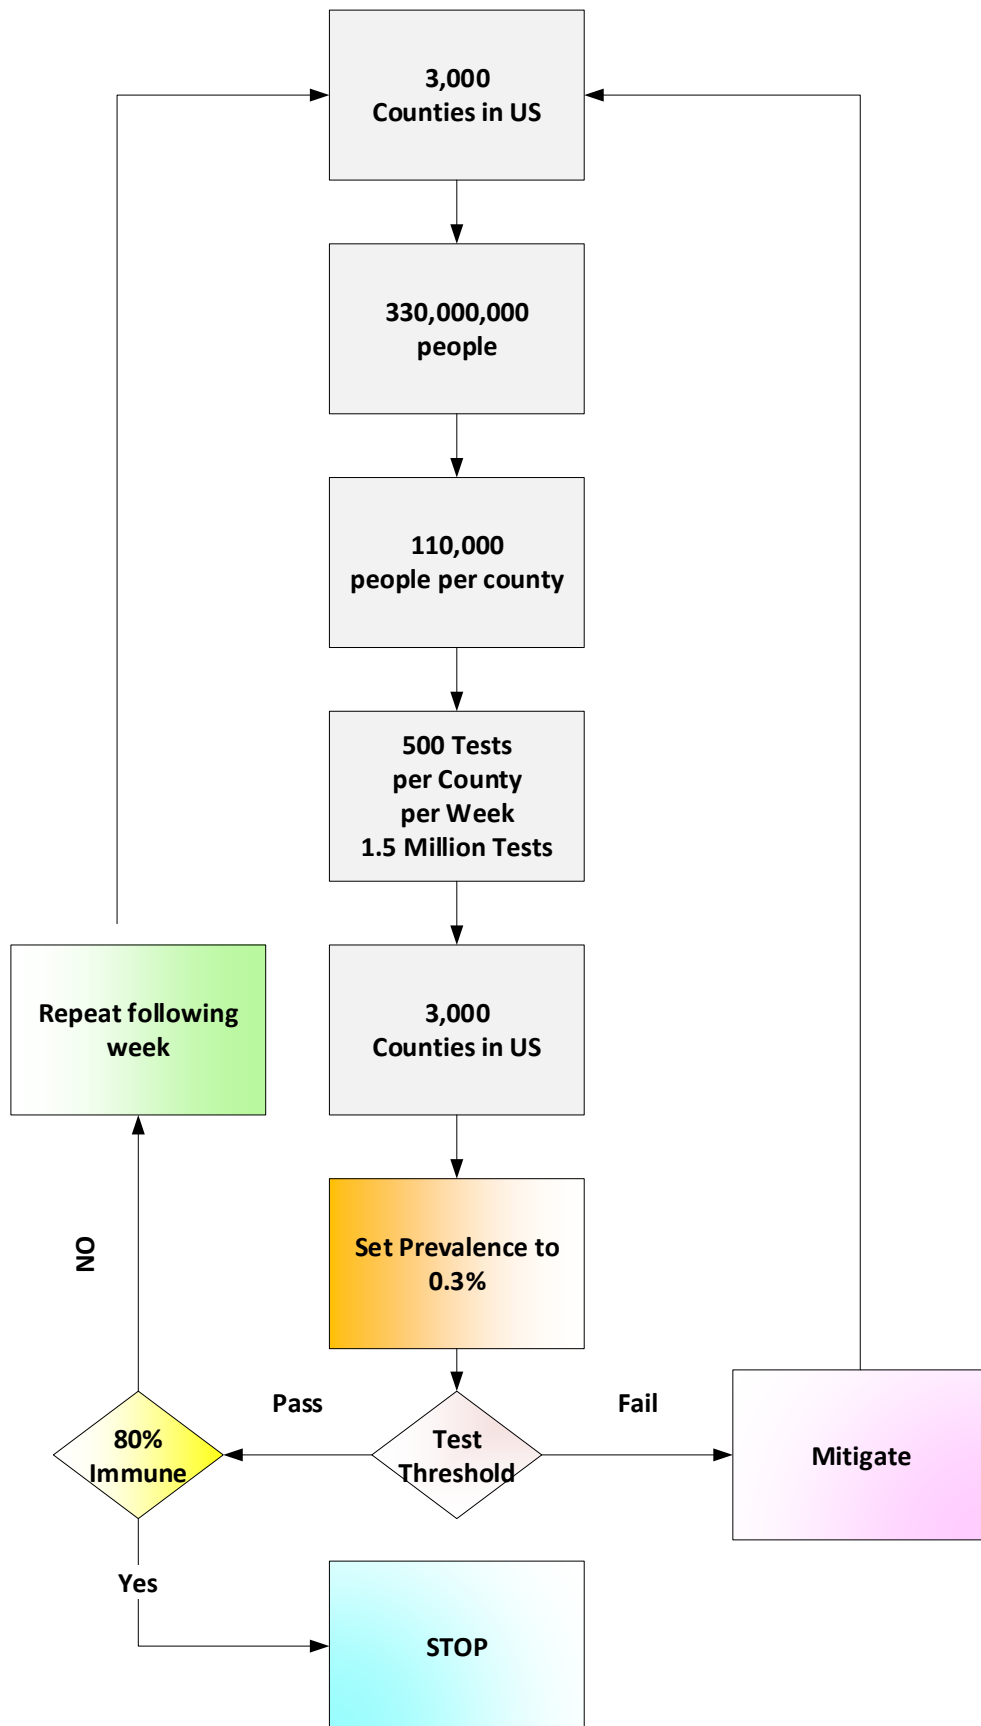 3,000
Counties in US
330,000,000
people
110,000
people per county
500 Tests
per County
per Week
1.5 Million Tests
Repeat following
week
3,000
Counties in US
NO
Set Prevalence to
0.3%
Pass
Fail
80%
Immune
Test
Threshold
Mitigate
Yes
STOP